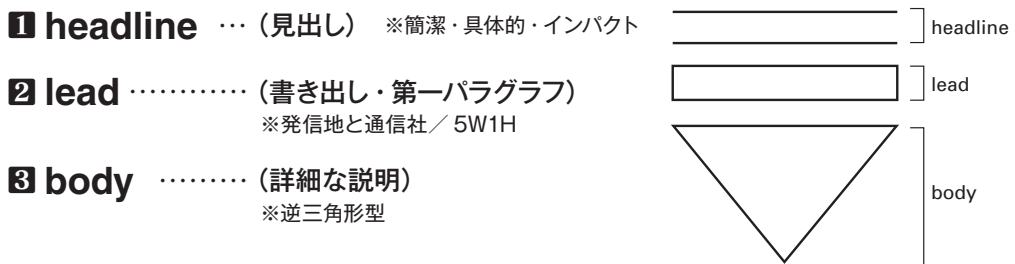 1 headline … (見出し) ※簡潔・具体的・インパクト
headline
2 lead ………… (書き出し・第一パラグラフ)
※発信地と通信社／5W1H
lead
3 body ……… (詳細な説明)
※逆三角形型
body